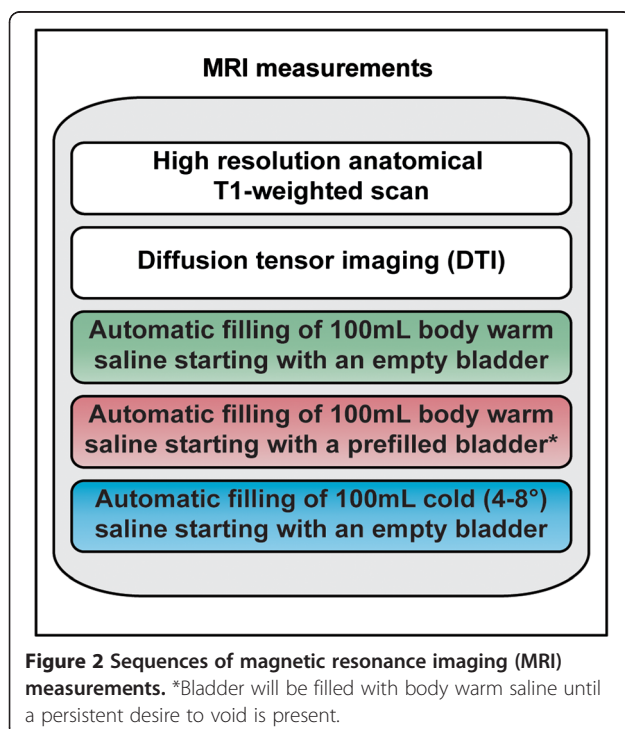 MRI measurements
High resolution anatomical
T1-weighted scan
Diffusion tensor imaging (DTI)
Automatic filling of 100mL body warm
saline starting with an empty bladder
Automatic filling of 100mL body warm
saline starting with a prefilled bladder*
Automatic filling of 100mL cold (4-8°)
saline starting with an empty bladder
Figure 2 Sequences of magnetic resonance imaging (MRI)
measurements. *Bladder will be filled with body warm saline until
a persistent desire to void is present.